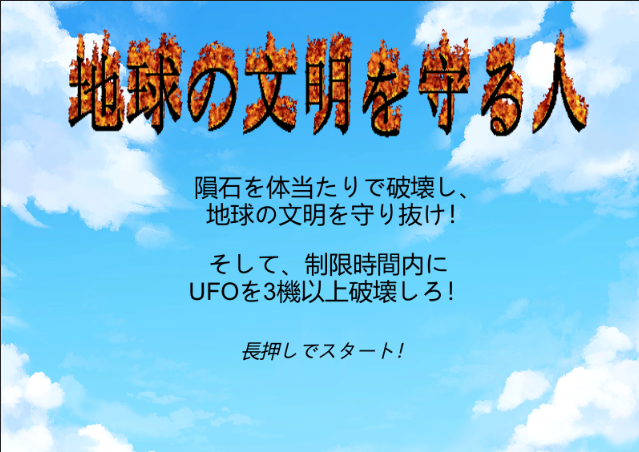 地球の文明を守る人
隕石を体当たりで破壊し、
地球の文明を守り抜け!
そして、制限時間内に
UFOを3機以上破壊しろ!
長押しでスタート!